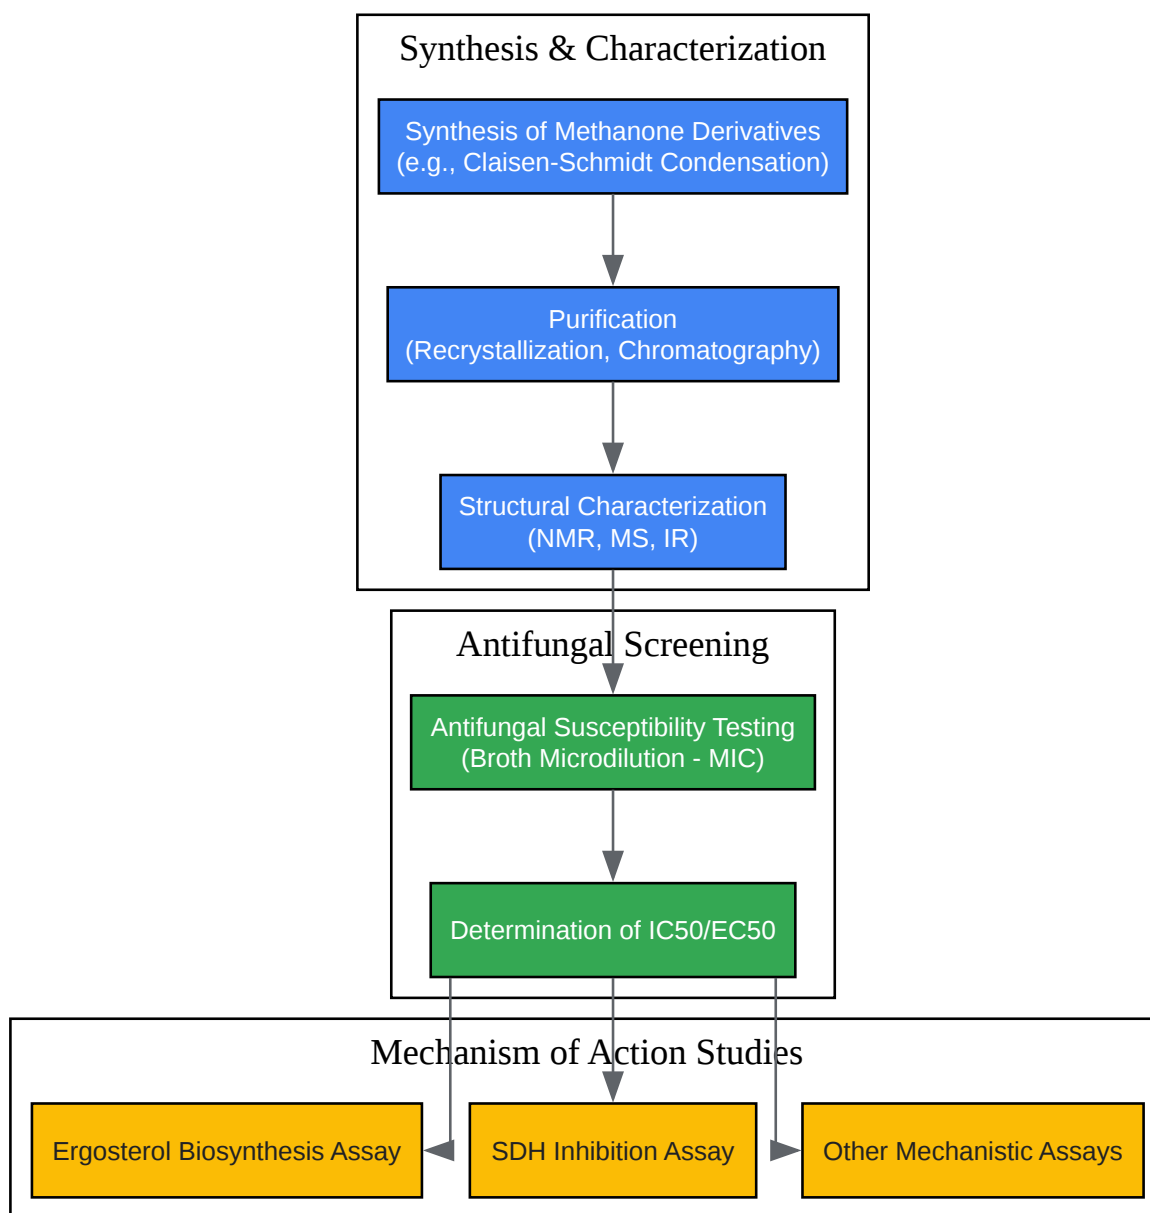 Synthesis & Characterization
Synthesis of Methanone Derivatives
(e.g., Claisen-Schmidt Condensation)
Purification
(Recrystallization, Chromatography)
Structural Characterization
(NMR, MS, IR)
Antifungal Screening
Antifungal Susceptibility Testing
(Broth Microdilution - MIC)
Determination of IC50/EC50
Mechanism of Action Studies
Ergosterol Biosynthesis Assay
SDH Inhibition Assay
Other Mechanistic Assays